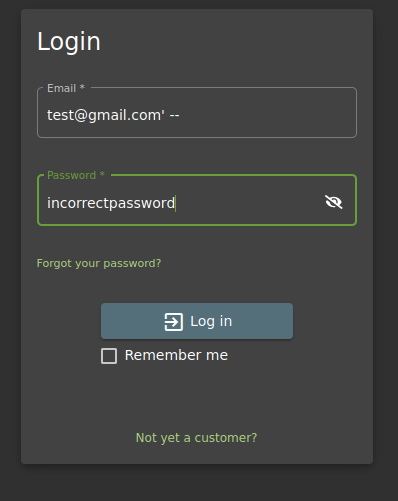 Login
Email *
test@gmail.com' --
Password *
incorrectpassword
Forgot your password?
Log in
Remember me
Not yet a customer?